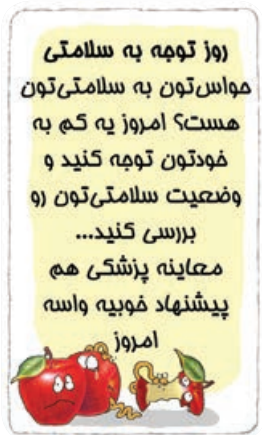 روز توجه به سلامتی
حواس‌تون به سلامتی‌تون
هست؟ امروز یه کم به
خودتون توجه کنید و
وضعیت سلامتی‌تون رو
بررسی کنید...
معاینه پزشکی هم
پیشنهاد خوبیه واسه
امروز